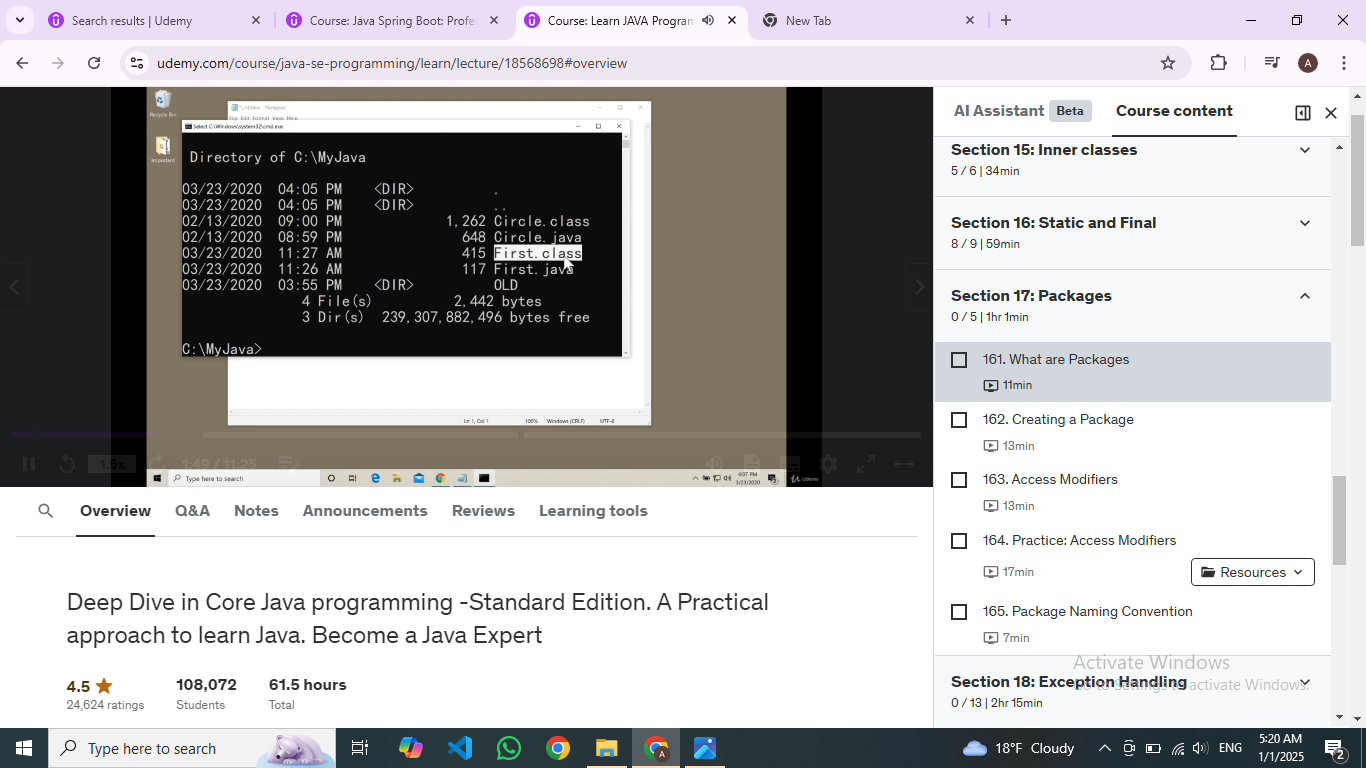 Search results | Udemy
Course: Java Spring Boot: Profe
Course: Learn JAVA Program
New Tab
udemy.com/course/java-se-programming/learn/lecture/18568698#overview
A
Recycle Bin
Important
*Untitled - Notepad
File Edit Format View Help
Select C:\Windows\system32\cmd.exe
Directory of C:\MyJava
03/23/2020 04:05 PM <DIR> .
03/23/2020 04:05 PM <DIR> ..
02/13/2020 09:00 PM 1,262 Circle.class
02/13/2020 08:59 PM 648 Circle.java
03/23/2020 11:27 AM 415 First.class
03/23/2020 11:26 AM 117 First.java
03/23/2020 03:55 PM <DIR> OLD
4 File(s) 2,442 bytes
3 Dir(s) 239,307,882,496 bytes free
C:\MyJava>
Ln 1, Col 1 100% Windows (CRLF) UTF-8
1.5x 1:49 / 11:25
Type here to search
4:07 PM
3/23/2020
Udemy
AI Assistant Beta Course content
Section 15: Inner classes
5 / 6 | 34min
Section 16: Static and Final
8 / 9 | 59min
Section 17: Packages
0 / 5 | 1hr 1min
161. What are Packages
11min
162. Creating a Package
13min
163. Access Modifiers
13min
164. Practice: Access Modifiers
17min
Resources
165. Package Naming Convention
7min
Section 18: Exception Handling
0 / 13 | 2hr 15min
Activate Windows
Go to Settings to activate Windows.
Overview Q&A Notes Announcements Reviews Learning tools
Deep Dive in Core Java programming -Standard Edition. A Practical
approach to learn Java. Become a Java Expert
4.5 108,072 61.5 hours
24,624 ratings Students Total
Type here to search
A
18°F Cloudy
ENG
5:20 AM
1/1/2025
2